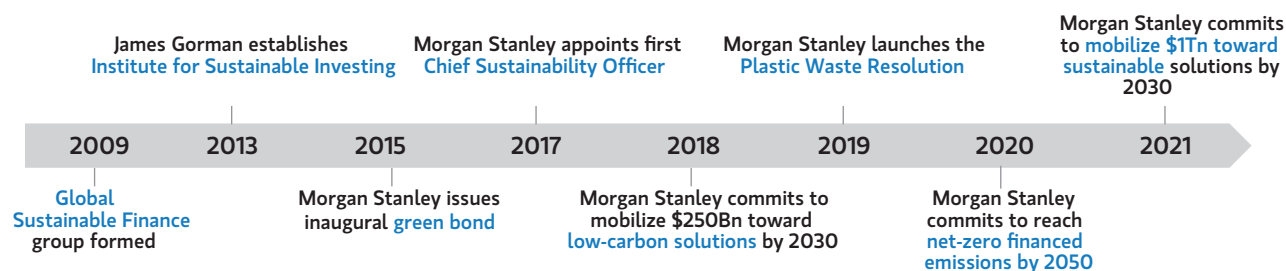 James Gorman establishes
Institute for Sustainable Investing
Morgan Stanley appoints first
Chief Sustainability Officer
Morgan Stanley launches the
Plastic Waste Resolution
Morgan Stanley commits
to mobilize $1Tn toward
sustainable solutions by
2030
2009 2013 2015 2017 2018 2019 2020 2021
Global
Sustainable Finance
group formed
Morgan Stanley issues
inaugural green bond
Morgan Stanley commits to
mobilize $250Bn toward
low-carbon solutions by 2030
Morgan Stanley
commits to reach
net-zero financed
emissions by 2050